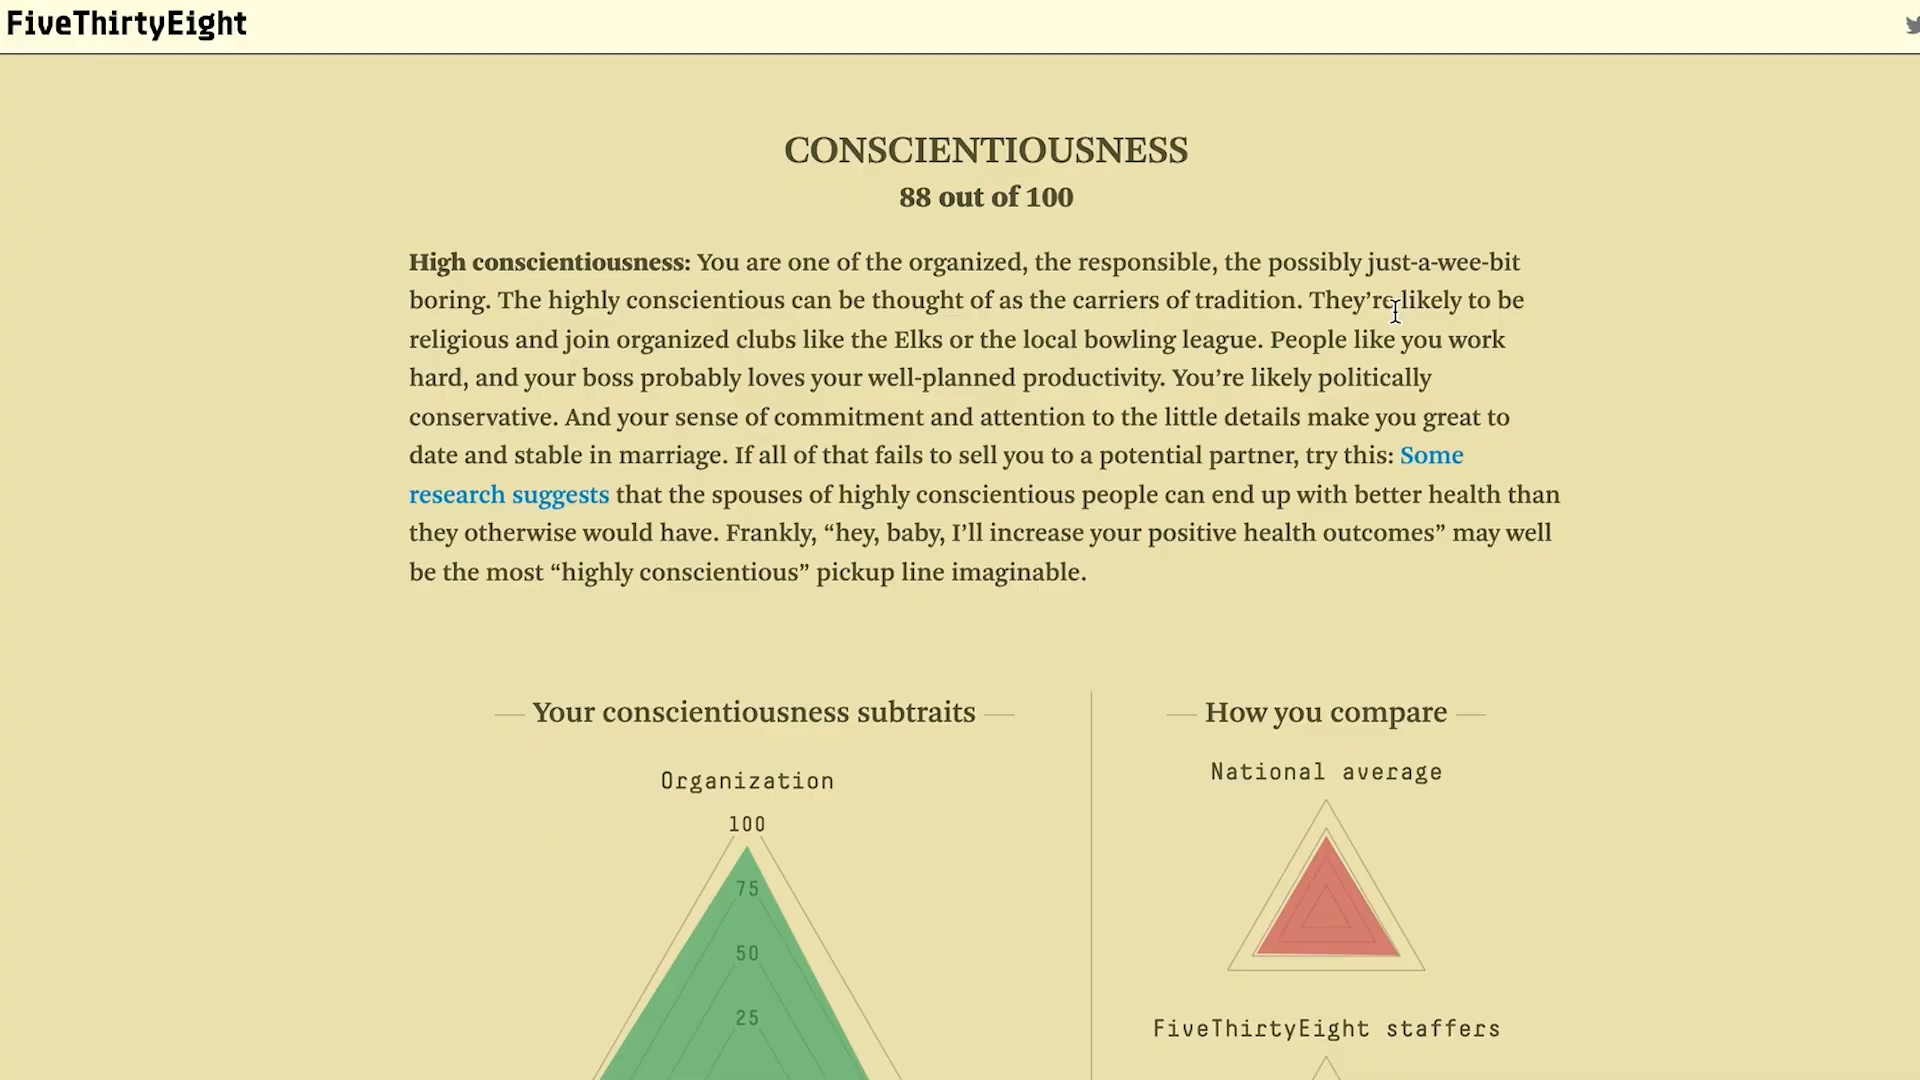 FiveThirtyEight
CONSCIENTIOUSNESS
88 out of 100
High conscientiousness: You are one of the organized, the responsible, the possibly just-a-wee-bit
boring. The highly conscientious can be thought of as the carriers of tradition. They’re likely to be
religious and join organized clubs like the Elks or the local bowling league. People like you work
hard, and your boss probably loves your well-planned productivity. You’re likely politically
conservative. And your sense of commitment and attention to the little details make you great to
date and stable in marriage. If all of that fails to sell you to a potential partner, try this: Some
research suggests that the spouses of highly conscientious people can end up with better health than
they otherwise would have. Frankly, “hey, baby, I’ll increase your positive health outcomes” may well
be the most “highly conscientious” pickup line imaginable.
Your conscientiousness subtraits
Organization
100
75
50
25
How you compare
National average
FiveThirtyEight staffers